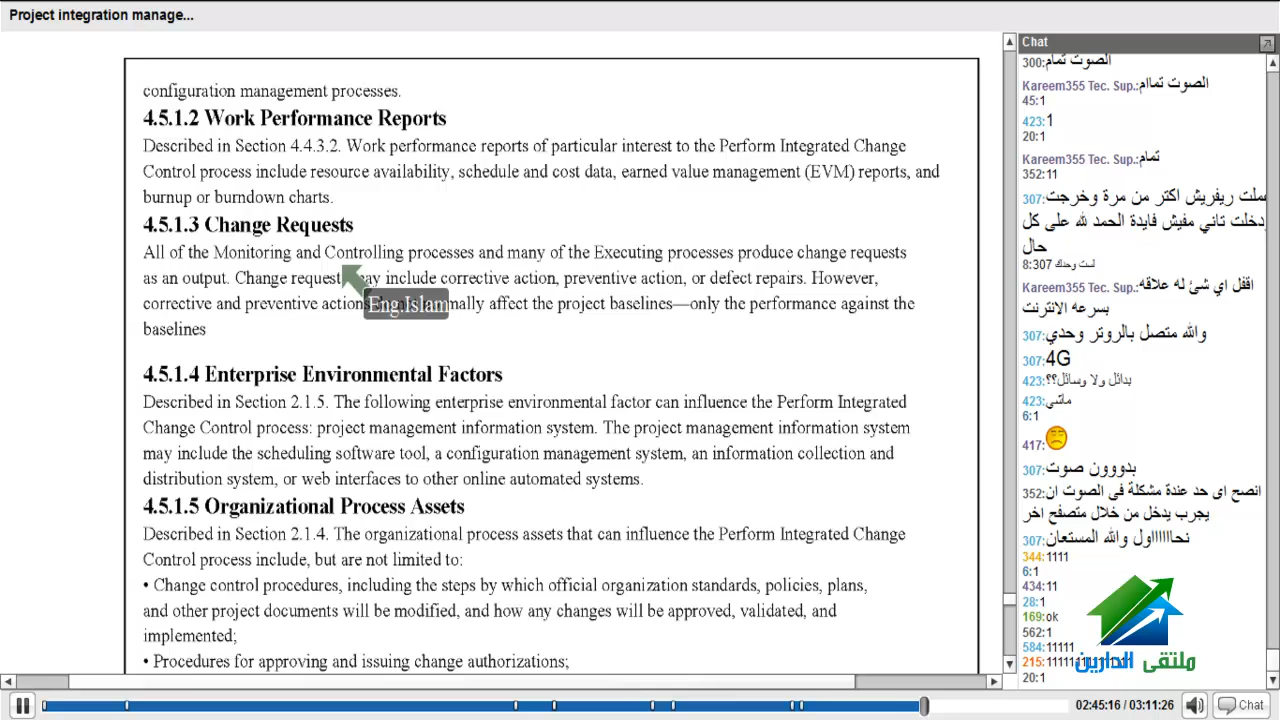 Project integration manage...
configuration management processes.
4.5.1.2 Work Performance Reports
Described in Section 4.4.3.2. Work performance reports of particular interest to the Perform Integrated Change
Control process include resource availability, schedule and cost data, earned value management (EVM) reports, and
burnup or burndown charts.
4.5.1.3 Change Requests
All of the Monitoring and Controlling processes and many of the Executing processes produce change requests
as an output. Change request may include corrective action, preventive action, or defect repairs. However,
corrective and preventive action mally affect the project baselines—only the performance against the
Eng.Islam
baselines
4.5.1.4 Enterprise Environmental Factors
Described in Section 2.1.5. The following enterprise environmental factor can influence the Perform Integrated
Change Control process: project management information system. The project management information system
may include the scheduling software tool, a configuration management system, an information collection and
distribution system, or web interfaces to other online automated systems.
4.5.1.5 Organizational Process Assets
Described in Section 2.1.4. The organizational process assets that can influence the Perform Integrated Change
Control process include, but are not limited to:
• Change control procedures, including the steps by which official organization standards, policies, plans,
and other project documents will be modified, and how any changes will be approved, validated, and
implemented;
• Procedures for approving and issuing change authorizations;
Chat
300: الصوت تمام
Kareem355 Tec. Sup.: الصوت تماام
45:1
423:1
20:1
Kareem355 Tec. Sup.: تمام
352:11
307: عملت ريفريش اكتر من مرة وخرجت
ودخلت تاني مفيش فايدة الحمد لله على كل
حال
8:307 لست وحدك
Kareem355 Tec. Sup.: اقفل اي شئ له علاقه
بسرعه الانترنت
307: والله متصل بالروتر وحدي
307: 4G
423: بدائل ولا وسائل؟؟
423: ماشي
6:1
417:
307: بدووون صوت
352: انصح اى حد عندة مشكلة فى الصوت ان
يجرب يدخل من خلال متصفح اخر
307: نحااااااول والله المستعان
344:1111
6:1
434:11
28:1
169:ok
562:1
584:11111
20:1
ملتقى الدارين
02:45:16 / 03:11:26
Chat